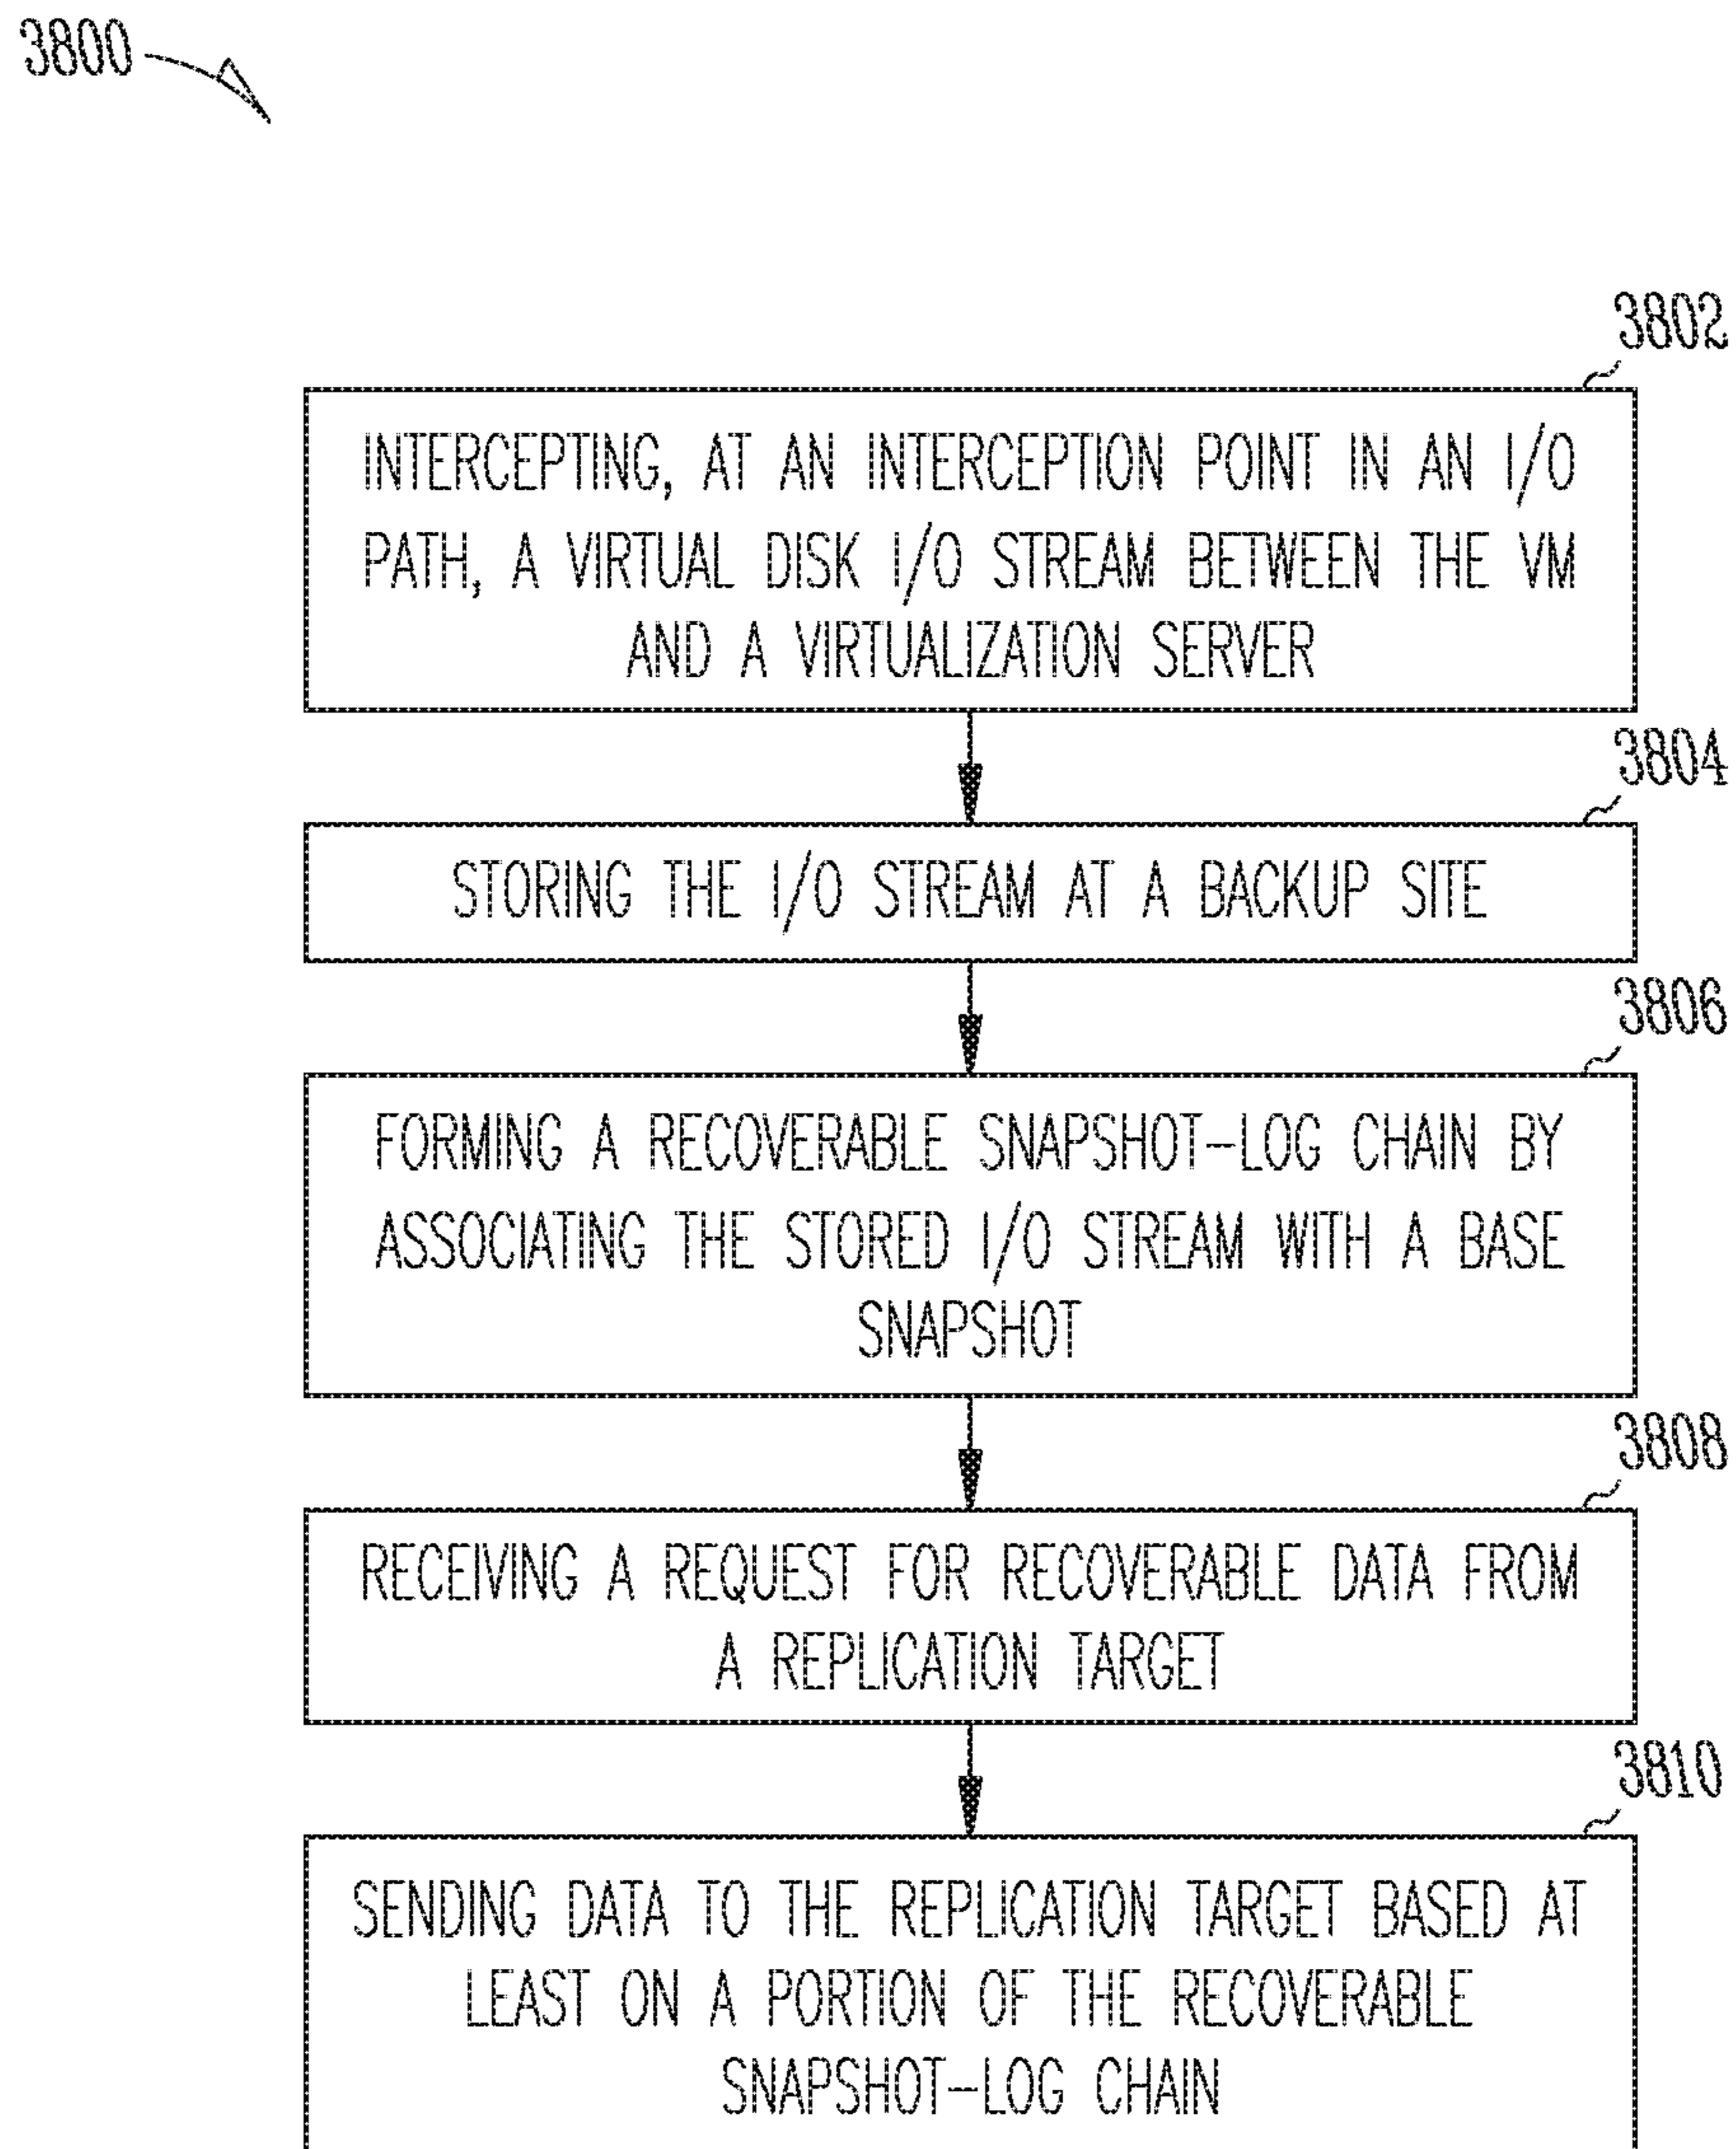 3800
3802
INTERCEPTING, AT AN INTERCEPTION POINT IN AN I/O
PATH, A VIRTUAL DISK I/O STREAM BETWEEN THE VM
AND A VIRTUALIZATION SERVER
3804
STORING THE I/O STREAM AT A BACKUP SITE
3806
FORMING A RECOVERABLE SNAPSHOT-LOG CHAIN BY
ASSOCIATING THE STORED I/O STREAM WITH A BASE
SNAPSHOT
3808
RECEIVING A REQUEST FOR RECOVERABLE DATA FROM
A REPLICATION TARGET
3810
SENDING DATA TO THE REPLICATION TARGET BASED AT
LEAST ON A PORTION OF THE RECOVERABLE
SNAPSHOT-LOG CHAIN